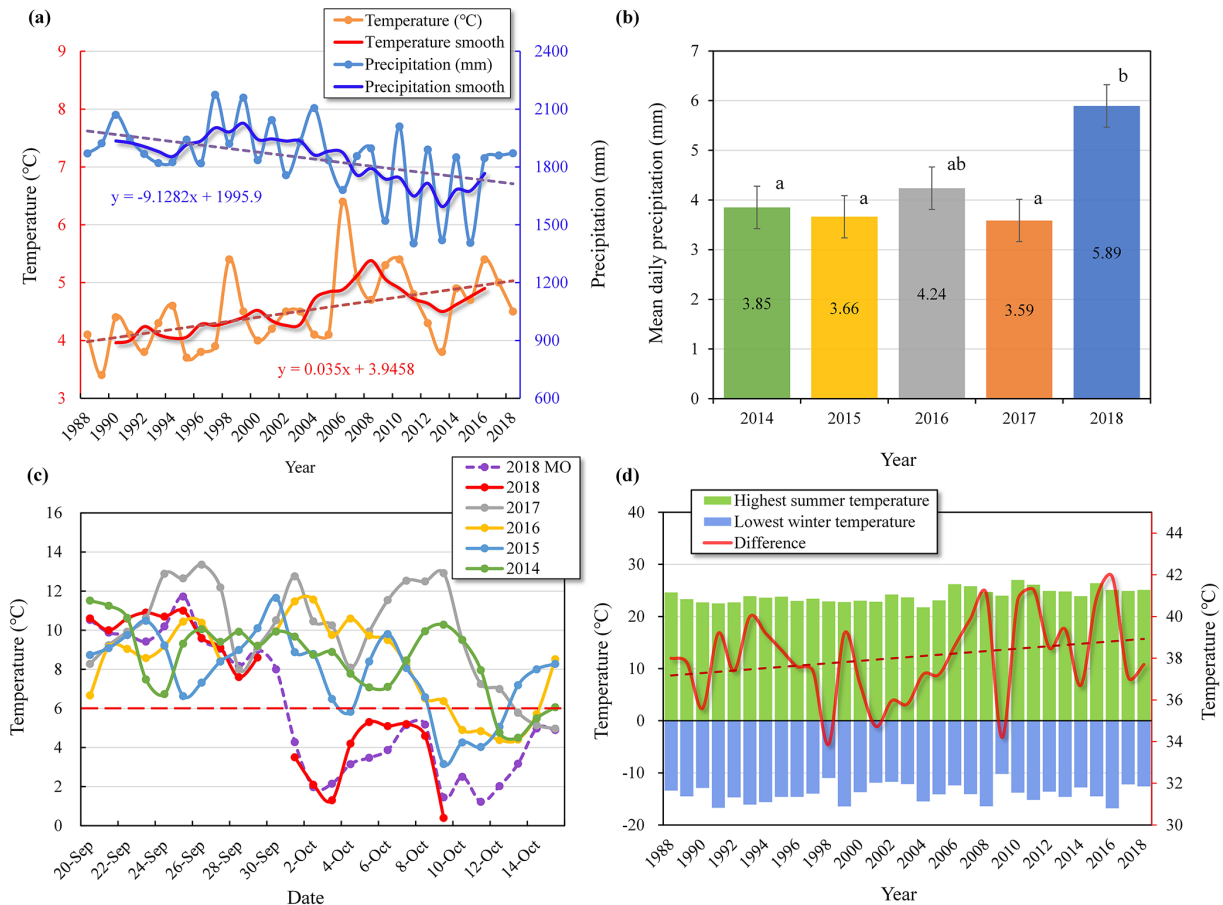 (a)
Temperature (℃)
Temperature smooth
Precipitation (mm)
Precipitation smooth
9
8
7
6
5
4
3
Temperature (℃)
2400
2100
1800
1500
1200
900
600
Precipitation (mm)
y = -9.1282x + 1995.9
y = 0.035x + 3.9458
1988
1990
1992
1994
1996
1998
2000
2002
2004
2006
2008
2010
2012
2014
2016
2018
Year
(b)
7
6
5
4
3
2
1
0
Mean daily precipitation (mm)
a
a
ab
a
b
3.85
3.66
4.24
3.59
5.89
2014
2015
2016
2017
2018
Year
(c)
2018 MO
2018
2017
2016
2015
2014
16
14
12
10
8
6
4
2
0
Temperature (℃)
20-Sep
22-Sep
24-Sep
26-Sep
28-Sep
30-Sep
2-Oct
4-Oct
6-Oct
8-Oct
10-Oct
12-Oct
14-Oct
Date
(d)
Highest summer temperature
Lowest winter temperature
Difference
40
30
20
10
0
-10
-20
Temperature (℃)
44
42
40
38
36
34
32
30
Temperature (℃)
1988
1990
1992
1994
1996
1998
2000
2002
2004
2006
2008
2010
2012
2014
2016
2018
Year